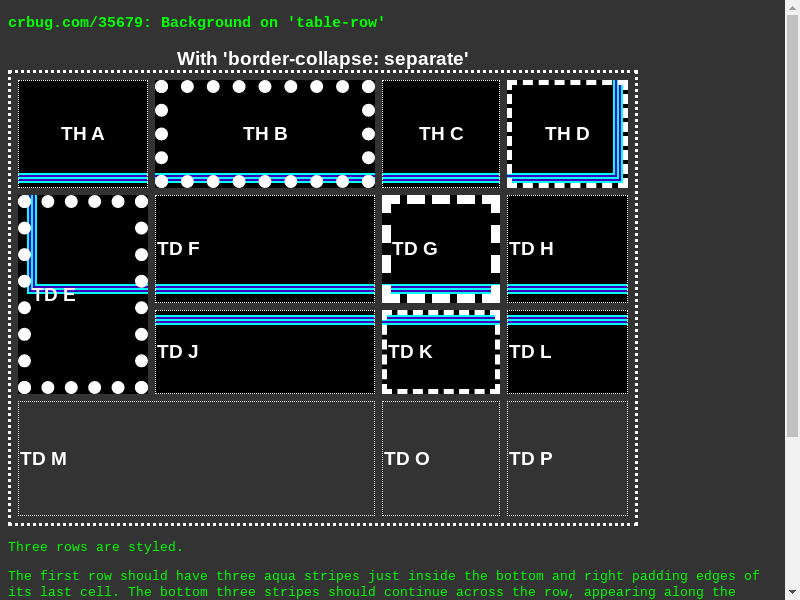 crbug.com/35679: Background on 'table-row'
With 'border-collapse: separate'
TH A
TH B
TH C
TH D
TD E
TD F
TD G
TD H
TD J
TD K
TD L
TD M
TD O
TD P
Three rows are styled.
The first row should have three aqua stripes just inside the bottom and right padding edges of
its last cell. The bottom three stripes should continue across the row, appearing along the